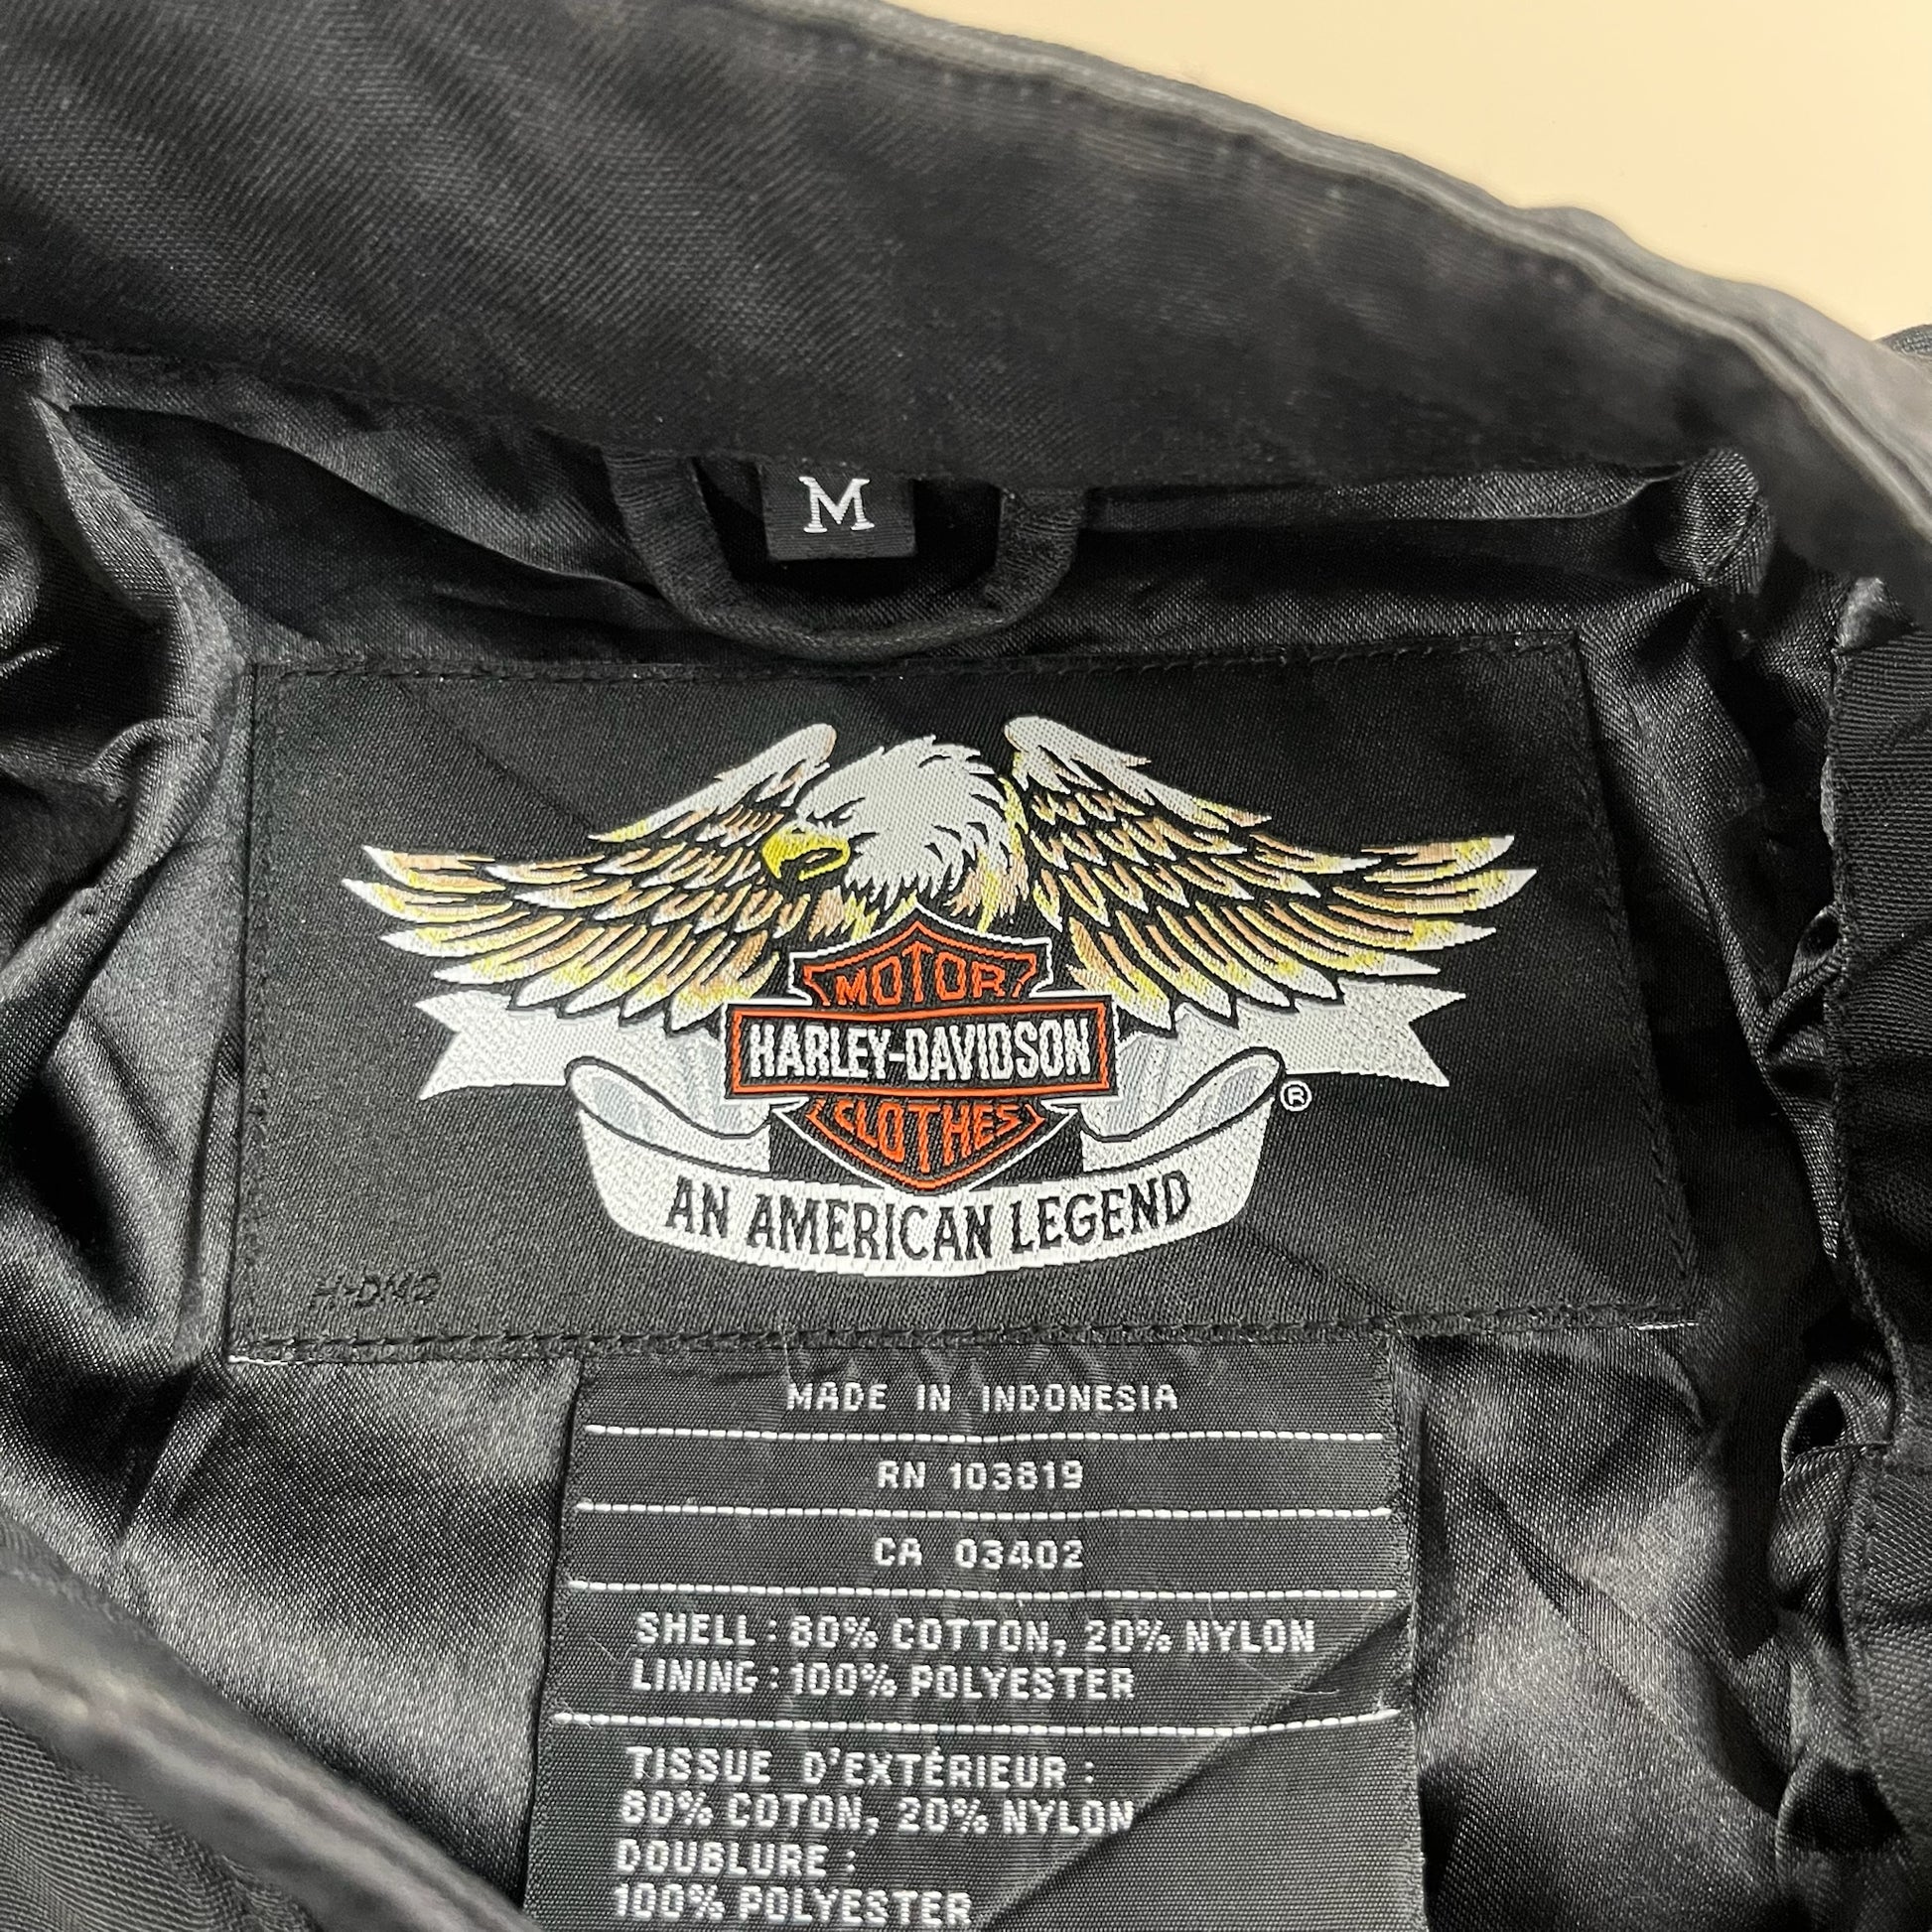 M
MOTOR
HARLEY-DAVIDSON
CLOTHES
®
AN AMERICAN LEGEND
MADE IN INDONESIA
RN 103819
CA 03402
SHELL : 80% COTTON, 20% NYLON
LINING : 100% POLYESTER
TISSUE D'EXTÉRIEUR :
80% COTON, 20% NYLON
DOUBLURE :
100% POLYESTER